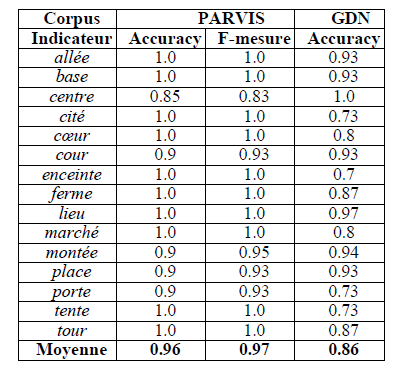 Corpus PARVIS GDN
Indicateur Accuracy F-mesure Accuracy
allée 1.0 1.0 0.93
base 1.0 1.0 0.93
centre 0.85 0.83 1.0
cité 1.0 1.0 0.73
cœur 1.0 1.0 0.8
cour 0.9 0.93 0.93
enceinte 1.0 1.0 0.7
ferme 1.0 1.0 0.87
lieu 1.0 1.0 0.97
marché 1.0 1.0 0.8
montée 0.9 0.95 0.94
place 0.9 0.93 0.93
porte 0.9 0.93 0.73
tente 1.0 1.0 0.73
tour 1.0 1.0 0.87
Moyenne 0.96 0.97 0.86